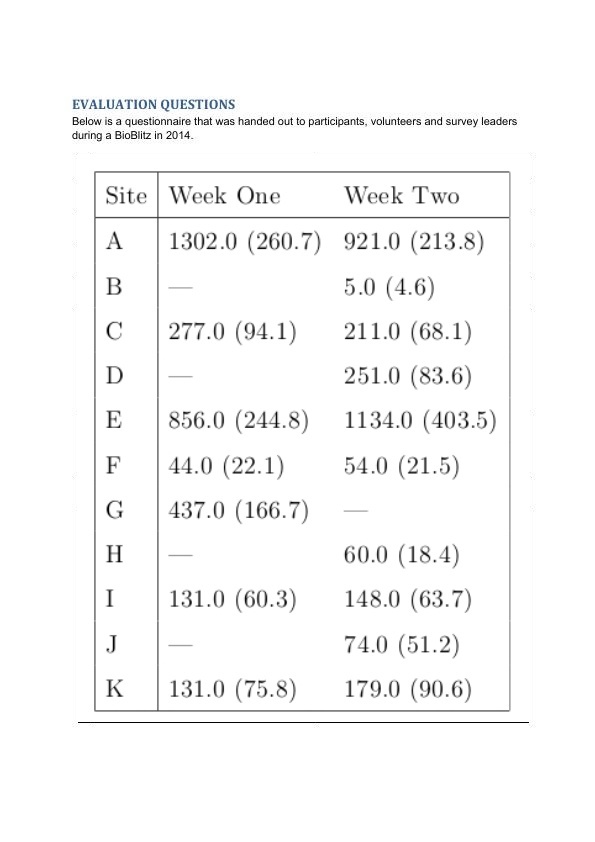 EVALUATION QUESTIONS
Below is a questionnaire that was handed out to participants, volunteers and survey leaders
during a BioBlitz in 2014.
Site Week One Week Two
A 1302.0 (260.7) 921.0 (213.8)
B — 5.0 (4.6)
C 277.0 (94.1) 211.0 (68.1)
D — 251.0 (83.6)
E 856.0 (244.8) 1134.0 (403.5)
F 44.0 (22.1) 54.0 (21.5)
G 437.0 (166.7) —
H — 60.0 (18.4)
I 131.0 (60.3) 148.0 (63.7)
J — 74.0 (51.2)
K 131.0 (75.8) 179.0 (90.6)